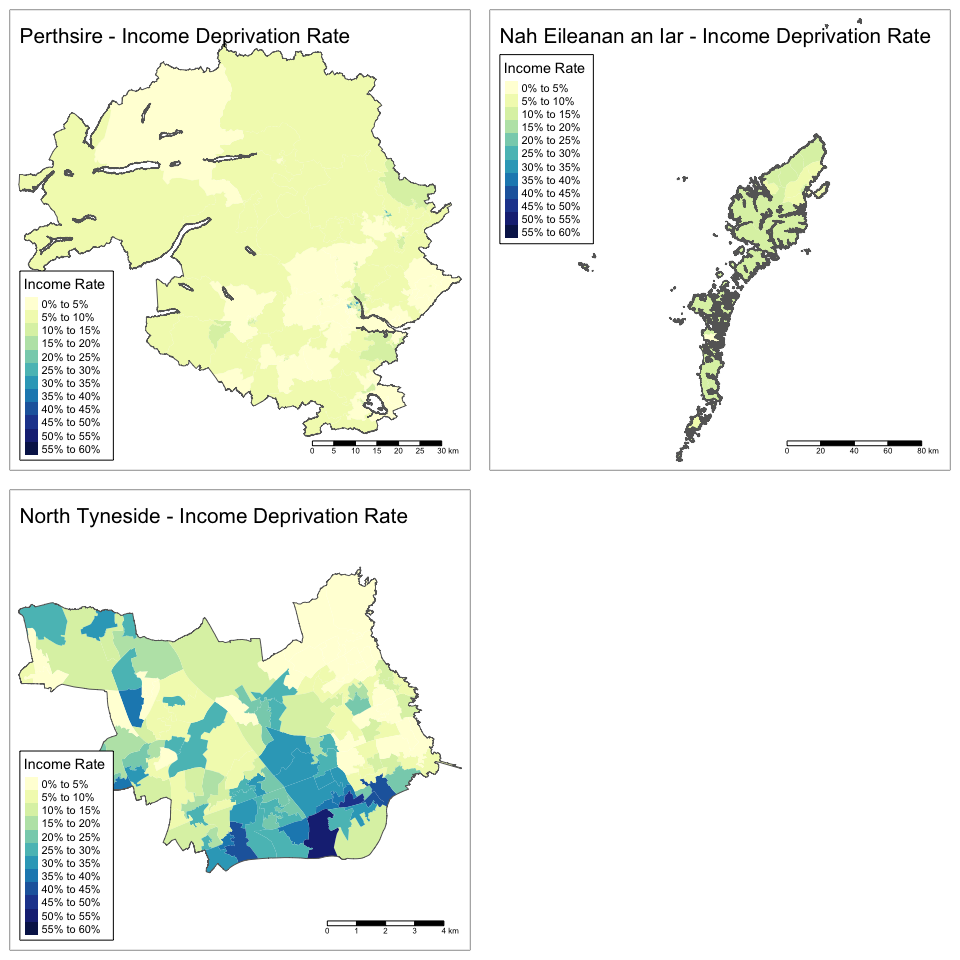 Perthsire - Income Deprivation Rate
Income Rate
0% to 5%
5% to 10%
10% to 15%
15% to 20%
20% to 25%
25% to 30%
30% to 35%
35% to 40%
40% to 45%
45% to 50%
50% to 55%
55% to 60%
0 5 10 15 20 25 30 km
Nah Eileanan an Iar - Income Deprivation Rate
Income Rate
0% to 5%
5% to 10%
10% to 15%
15% to 20%
20% to 25%
25% to 30%
30% to 35%
35% to 40%
40% to 45%
45% to 50%
50% to 55%
55% to 60%
0 20 40 60 80 km
North Tyneside - Income Deprivation Rate
Income Rate
0% to 5%
5% to 10%
10% to 15%
15% to 20%
20% to 25%
25% to 30%
30% to 35%
35% to 40%
40% to 45%
45% to 50%
50% to 55%
55% to 60%
0 1 2 3 4 km